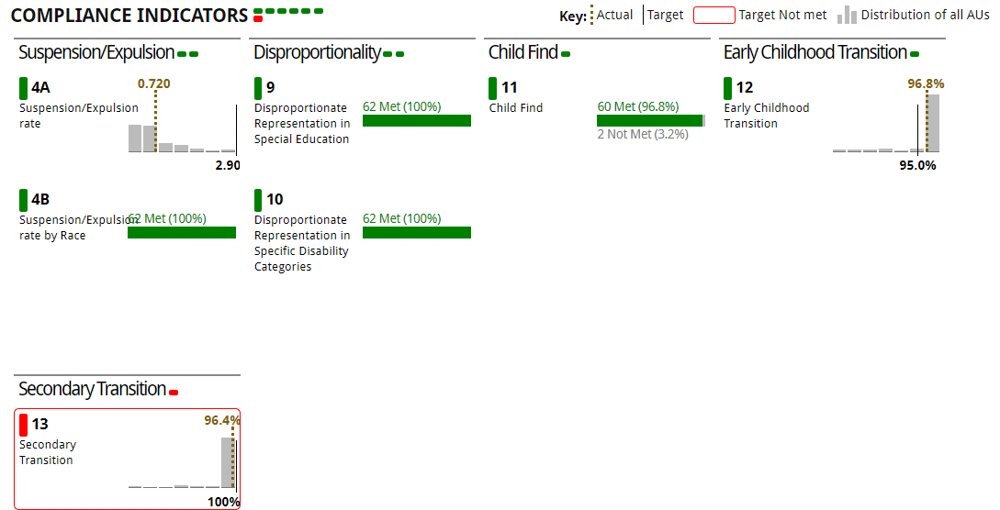 COMPLIANCE INDICATORS
Key: Actual Target Target Not met Distribution of all AUs
Suspension/Expulsion
4A
0.720
Suspension/Expulsion
rate
2.90
4B
Suspension/Expulsion
rate by Race
62 Met (100%)
Disproportionality
9
Disproportionate
Representation in
Special Education
62 Met (100%)
10
Disproportionate
Representation in
Specific Disability
Categories
62 Met (100%)
Child Find
11
Child Find
60 Met (96.8%)
2 Not Met (3.2%)
Early Childhood Transition
12
96.8%
Early Childhood
Transition
95.0%
Secondary Transition
13
96.4%
Secondary
Transition
100%